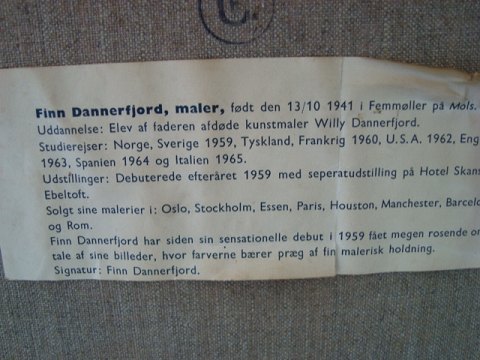 C.
Finn Dannerfjord, maler, født den 13/10 1941 i Femmøller på Mols.
Uddannelse: Elev af faderen afdøde kunstmaler Willy Dannerfjord.
Studierejser: Norge, Sverige 1959, Tyskland, Frankrig 1960, U.S.A. 1962, Eng
1963, Spanien 1964 og Italien 1965.
Udstillinger: Debuterede efteråret 1959 med seperatudstilling på Hotel Skans
Ebeltoft.
Solgt sine malerier i: Oslo, Stockholm, Essen, Paris, Houston, Manchester, Barcelo
og Rom.
Finn Dannerfjord har siden sin sensationelle debut i 1959 fået megen rosende om
tale af sine billeder, hvor farverne bærer præg af fin malerisk holdning.
Signatur: Finn Dannerfjord.